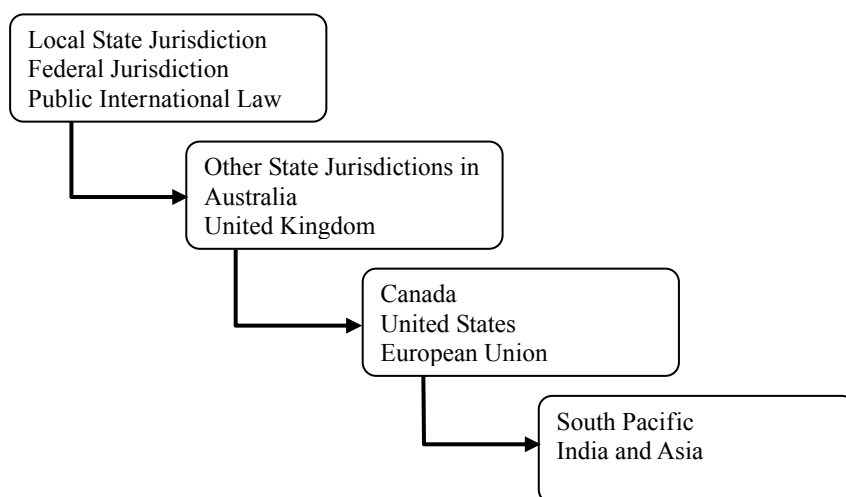 Local State Jurisdiction
Federal Jurisdiction
Public International Law
Other State Jurisdictions in
Australia
United Kingdom
Canada
United States
European Union
South Pacific
India and Asia